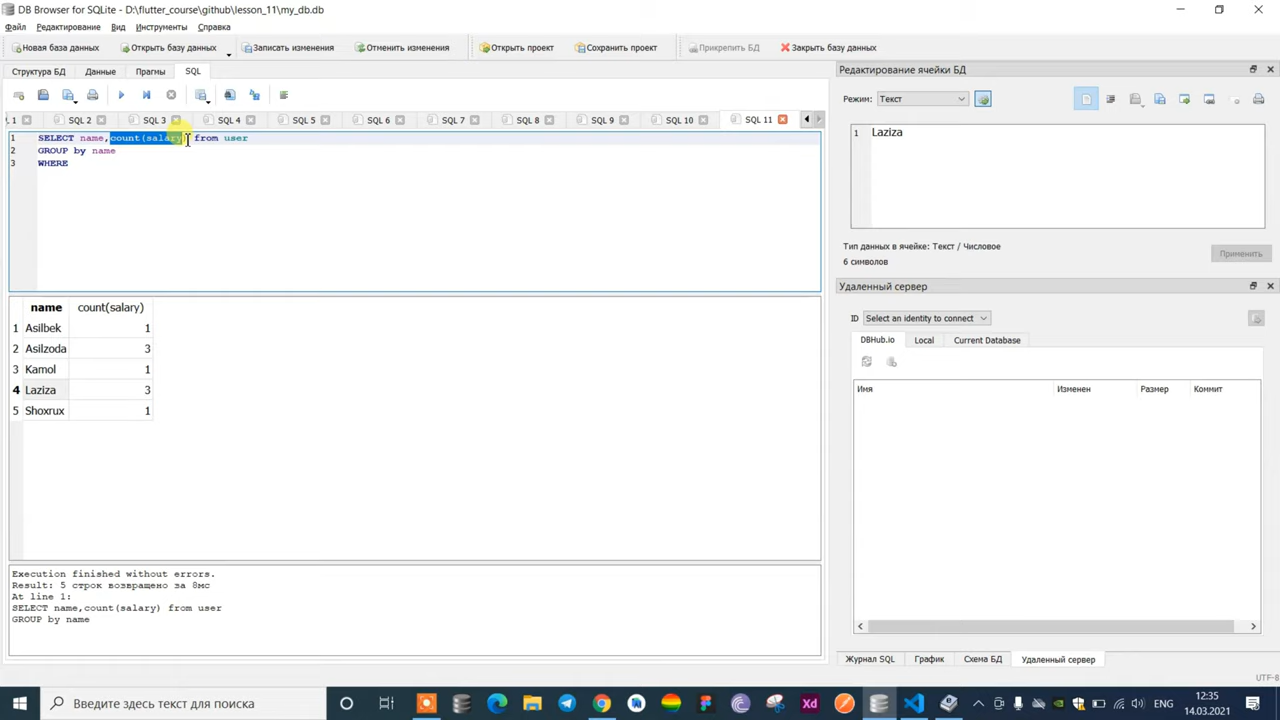 DB Browser for SQLite - D:\flutter_course\github\lesson_11\my_db.db
Файл Редактирование Вид Инструменты Справка
Новая база данных Открыть базу данных Записать изменения Отменить изменения Открыть проект Сохранить проект Прикрепить БД Закрыть базу данных
Структура БД Данные Прагмы SQL
. 1 SQL 2 SQL 3 SQL 4 SQL 5 SQL 6 SQL 7 SQL 8 SQL 9 SQL 10 SQL 11
1 SELECT name,count(salary) from user
2 GROUP by name
3 WHERE
name count(salary)
1 Asilbek 1
2 Asilzoda 3
3 Kamol 1
4 Laziza 3
5 Shoxrux 1
Execution finished without errors.
Result: 5 строк возвращено за 8мс
At line 1:
SELECT name,count(salary) from user
GROUP by name
Редактирование ячейки БД
Режим: Текст
1 Laziza
Тип данных в ячейке: Текст / Числовое
6 символов
Применить
Удаленный сервер
ID Select an identity to connect
DBHub.io Local Current Database
Имя Изменен Размер Коммит
Журнал SQL График Схема БД Удаленный сервер
UTF-8
Введите здесь текст для поиска
Xd
ENG
12:35
14.03.2021